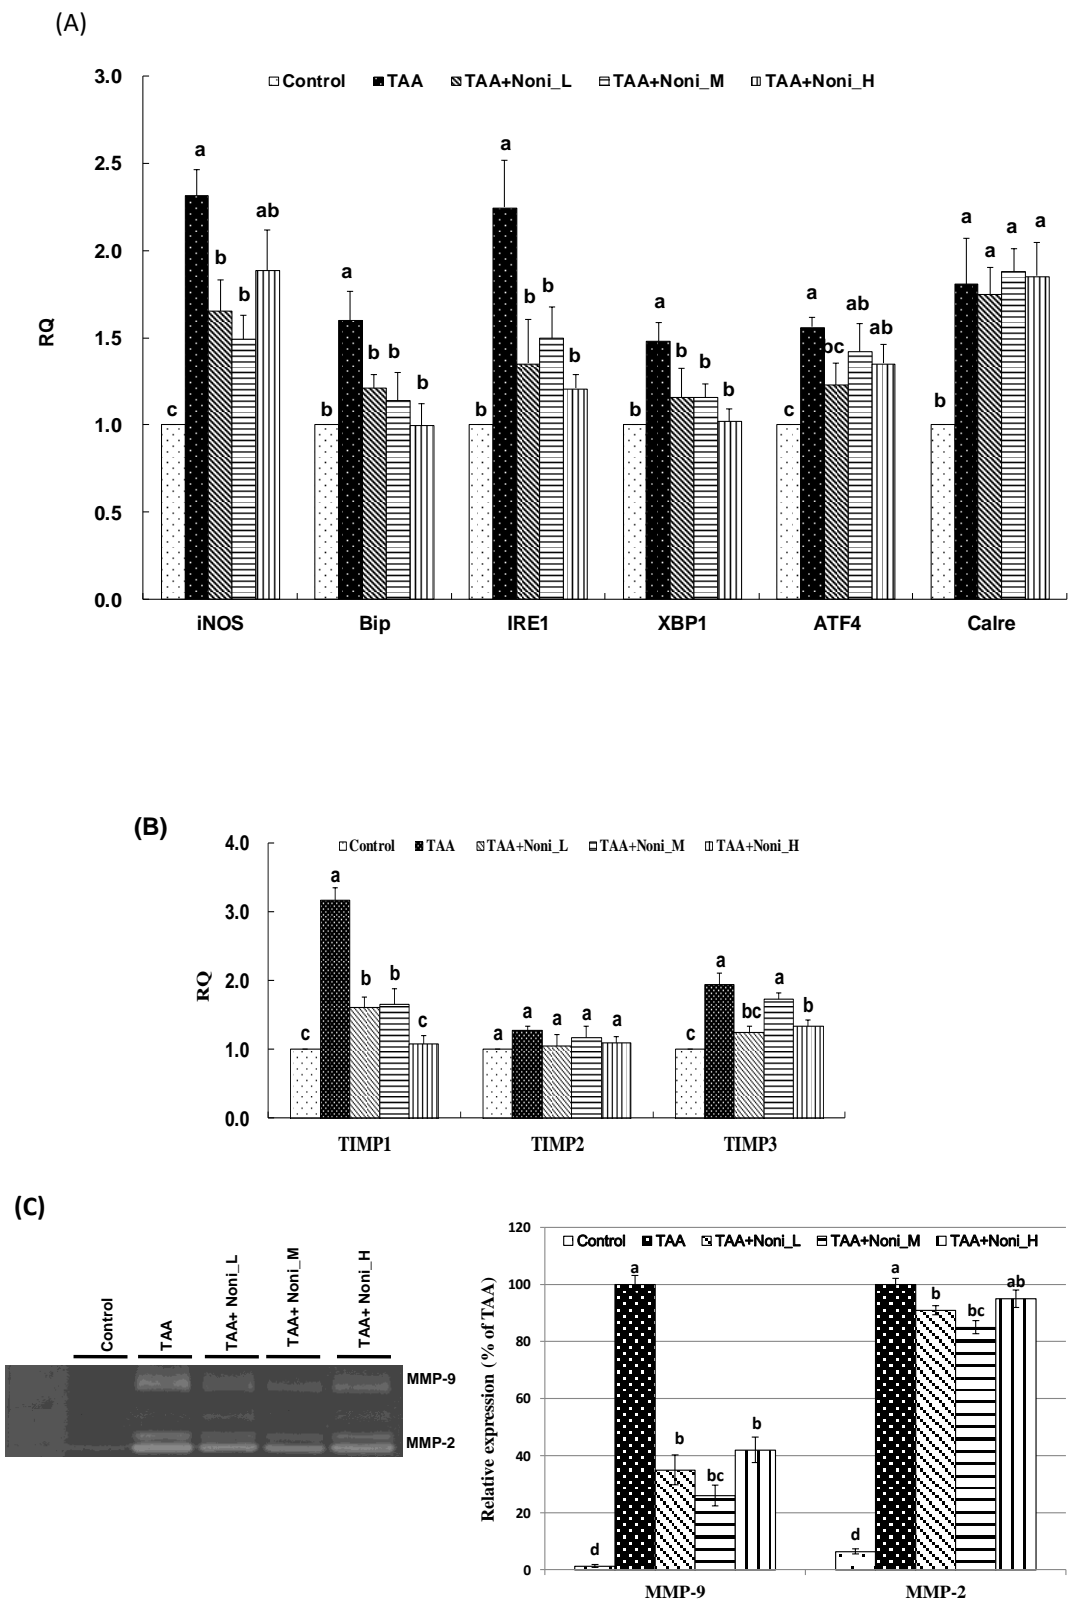 (A)
3.0
Control TAA TAA+Noni_L TAA+Noni_M TAA+Noni_H
2.5
2.0
1.5
1.0
0.5
0.0
RQ
c a b b ab
b a b b b
b a b b b
b a b b b
c a bc ab ab
b a a a a
iNOS Bip IRE1 XBP1 ATF4 Calre
(B)
4.0
Control TAA TAA+Noni_L TAA+Noni_M TAA+Noni_H
3.0
2.0
1.0
0.0
RQ
c a b b c
a a a a a
c a bc a b
TIMP1 TIMP2 TIMP3
(C)
Control
TAA
TAA+ Noni_L
TAA+ Noni_M
TAA+ Noni_H
MMP-9
MMP-2
120
Control TAA TAA+Noni_L TAA+Noni_M TAA+Noni_H
100
80
60
40
20
0
Relative expression (% of TAA)
d a b bc b
d a b bc ab
MMP-9 MMP-2